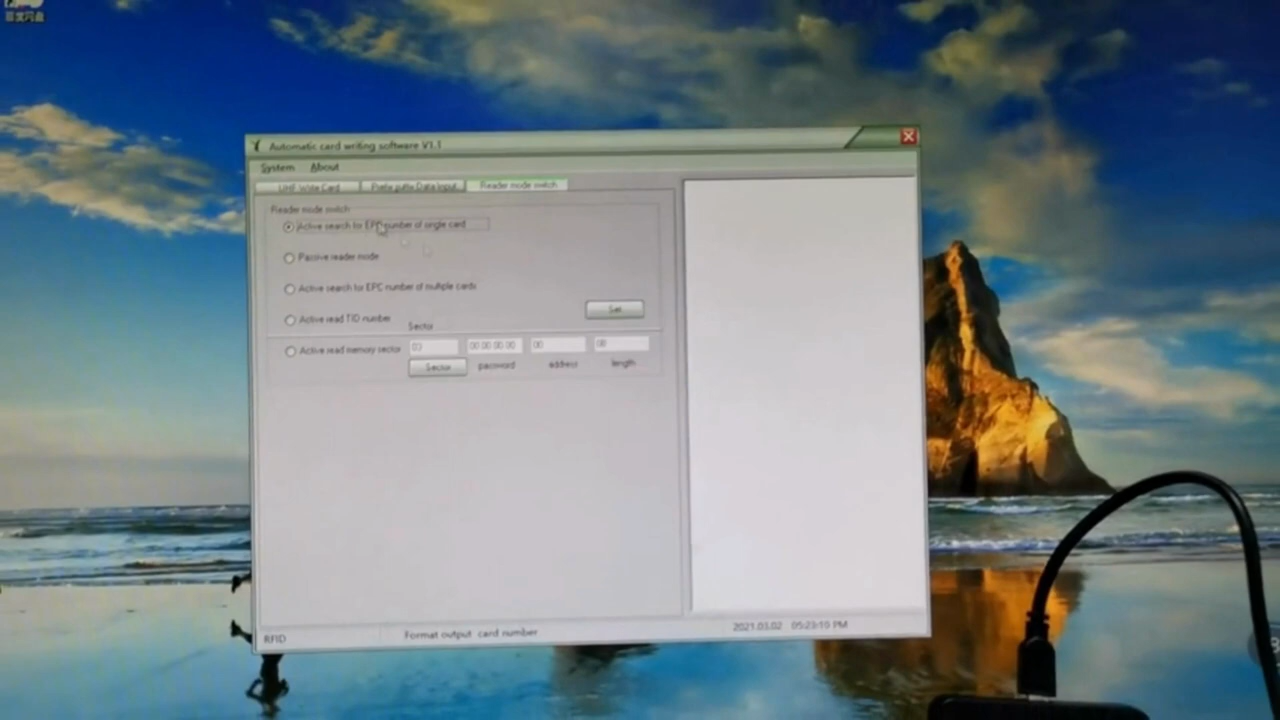 Automatic card writing software V1.1
System About
UHF Write Card Prefix puffix Data Input Reader mode switch
Reader mode switch
Active search for EPC number of single card
Passive reader mode
Active search for EPC number of multiple cards
Set
Active read TID number
Sector
Active read memory sector 03 00 00 00 00 00 08
Sector password address length
RFID Format output card number 2021.03.02 05:23:10 PM